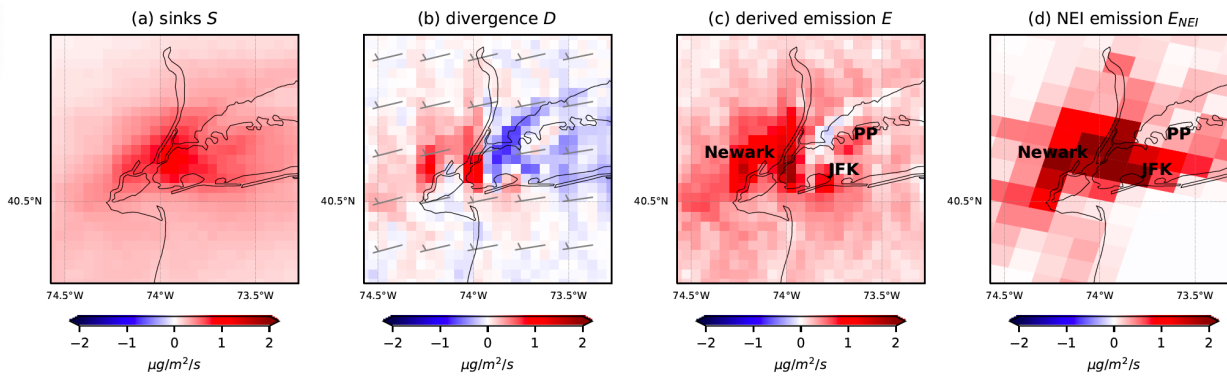 (a) sinks S
(b) divergence D
(c) derived emission E
(d) NEI emission E_NEI
Newark
PP
JFK
Newark
PP
JFK
40.5°N
40.5°N
40.5°N
40.5°N
74.5°W 74°W 73.5°W
74.5°W 74°W 73.5°W
74.5°W 74°W 73.5°W
74.5°W 74°W 73.5°W
−2 −1 0 1 2
−2 −1 0 1 2
−2 −1 0 1 2
−2 −1 0 1 2
μg/m²/s
μg/m²/s
μg/m²/s
μg/m²/s